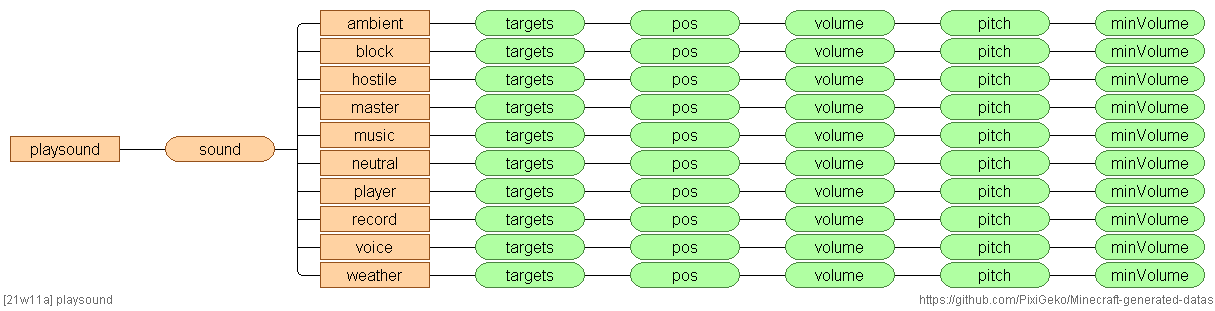 ambient targets pos volume pitch minVolume
block targets pos volume pitch minVolume
hostile targets pos volume pitch minVolume
master targets pos volume pitch minVolume
music targets pos volume pitch minVolume
playsound sound
neutral targets pos volume pitch minVolume
player targets pos volume pitch minVolume
record targets pos volume pitch minVolume
voice targets pos volume pitch minVolume
weather targets pos volume pitch minVolume
[21w11a] playsound
https://github.com/PixiGeko/Minecraft-generated-datas